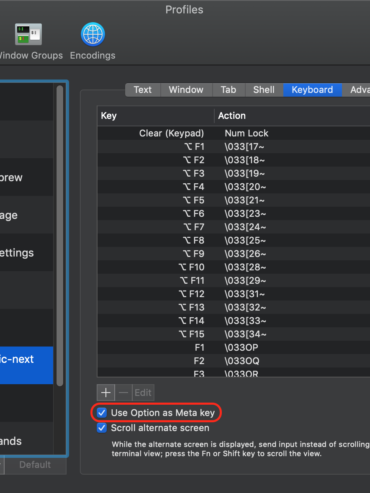 Profiles
Window Groups Encodings
Text Window Tab Shell Keyboard
Key Action
Clear (Keypad) Num Lock
⌥ F1 \033[17~
⌥ F2 \033[18~
⌥ F3 \033[19~
⌥ F4 \033[20~
⌥ F5 \033[21~
⌥ F6 \033[23~
⌥ F7 \033[24~
⌥ F8 \033[25~
⌥ F9 \033[26~
⌥ F10 \033[28~
⌥ F11 \033[29~
⌥ F12 \033[31~
⌥ F13 \033[32~
⌥ F14 \033[33~
⌥ F15 \033[34~
F1 \033OP
F2 \033OQ
F3 \033OR
brew
age
ettings
ic-next
ands
Default
+ — Edit
Use Option as Meta key
Scroll alternate screen
While the alternate screen is displayed, send input instead of scrolling
terminal view; press the Fn or Shift key to scroll the view.